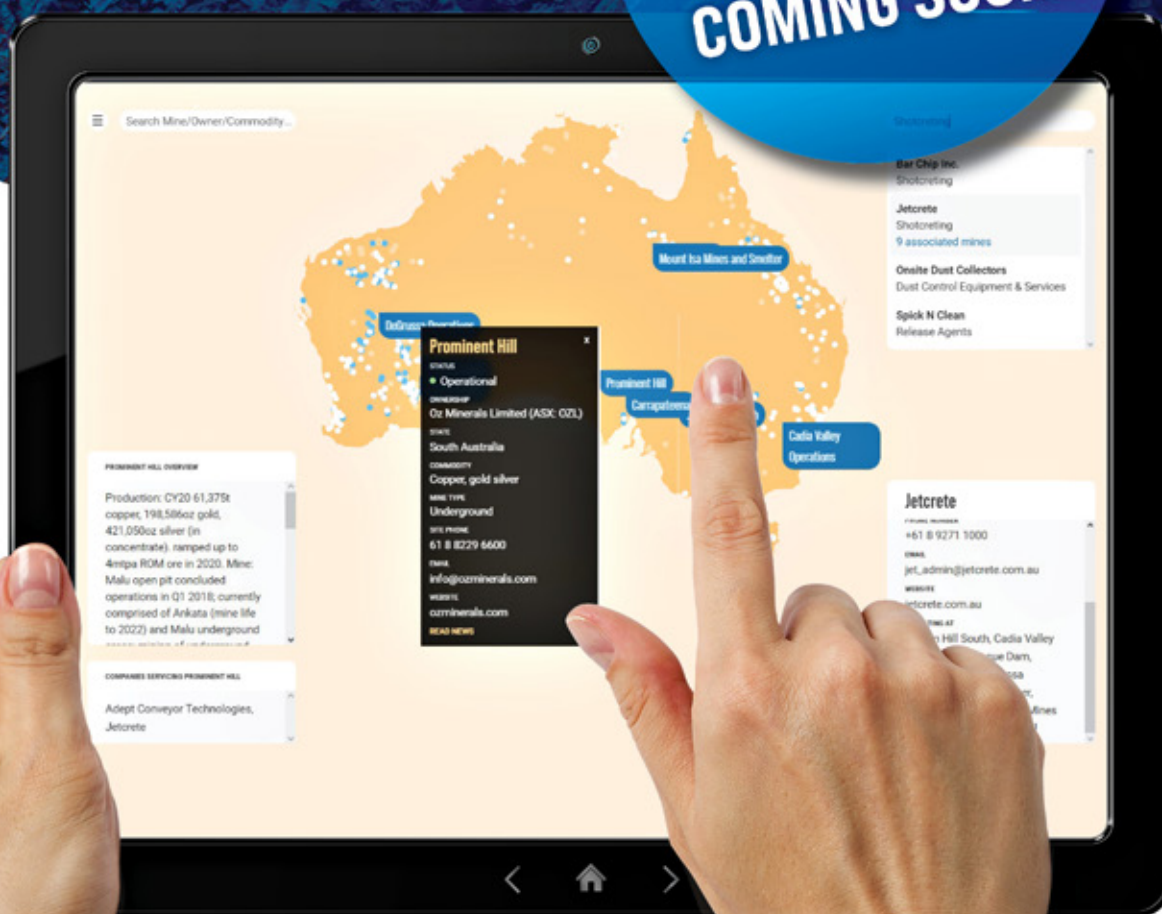 COMING
Search Mine/Owner/Commodity...
Shotcreting
Bar Chip Inc.
Shotcreting
Jetcrete
Shotcreting
9 associated mines
Onsite Dust Collectors
Dust Control Equipment & Services
Spick N Clean
Release Agents
Mount Isa Mines and Smelter
DeGrussa Operations
Prominent Hill
Carrapateena
Cadia Valley
Operations
Prominent Hill
x
STATUS
Operational
OWNERSHIP
Oz Minerals Limited (ASX: OZL)
STATE
South Australia
COMMODITY
Copper, gold silver
MINE TYPE
Underground
SITE PHONE
61 8 8229 6600
EMAIL
info@ozminerals.com
WEBSITE
ozminerals.com
READ NEWS
PROMINENT HILL OVERVIEW
Production: CY20 61,375t
copper, 198,586oz gold,
421,050oz silver (in
concentrate). ramped up to
4mtpa ROM ore in 2020. Mine:
Malu open pit concluded
operations in Q1 2018; currently
comprised of Ankata (mine life
to 2022) and Malu underground
COMPANIES SERVICING PROMINENT HILL
Adept Conveyor Technologies,
Jetcrete
Jetcrete
PHONE NUMBER
+61 8 9271 1000
EMAIL
jet_admin@jetcrete.com.au
WEBSITE
jetcrete.com.au
AT
Hill South, Cadia Valley
Dam,
Mines